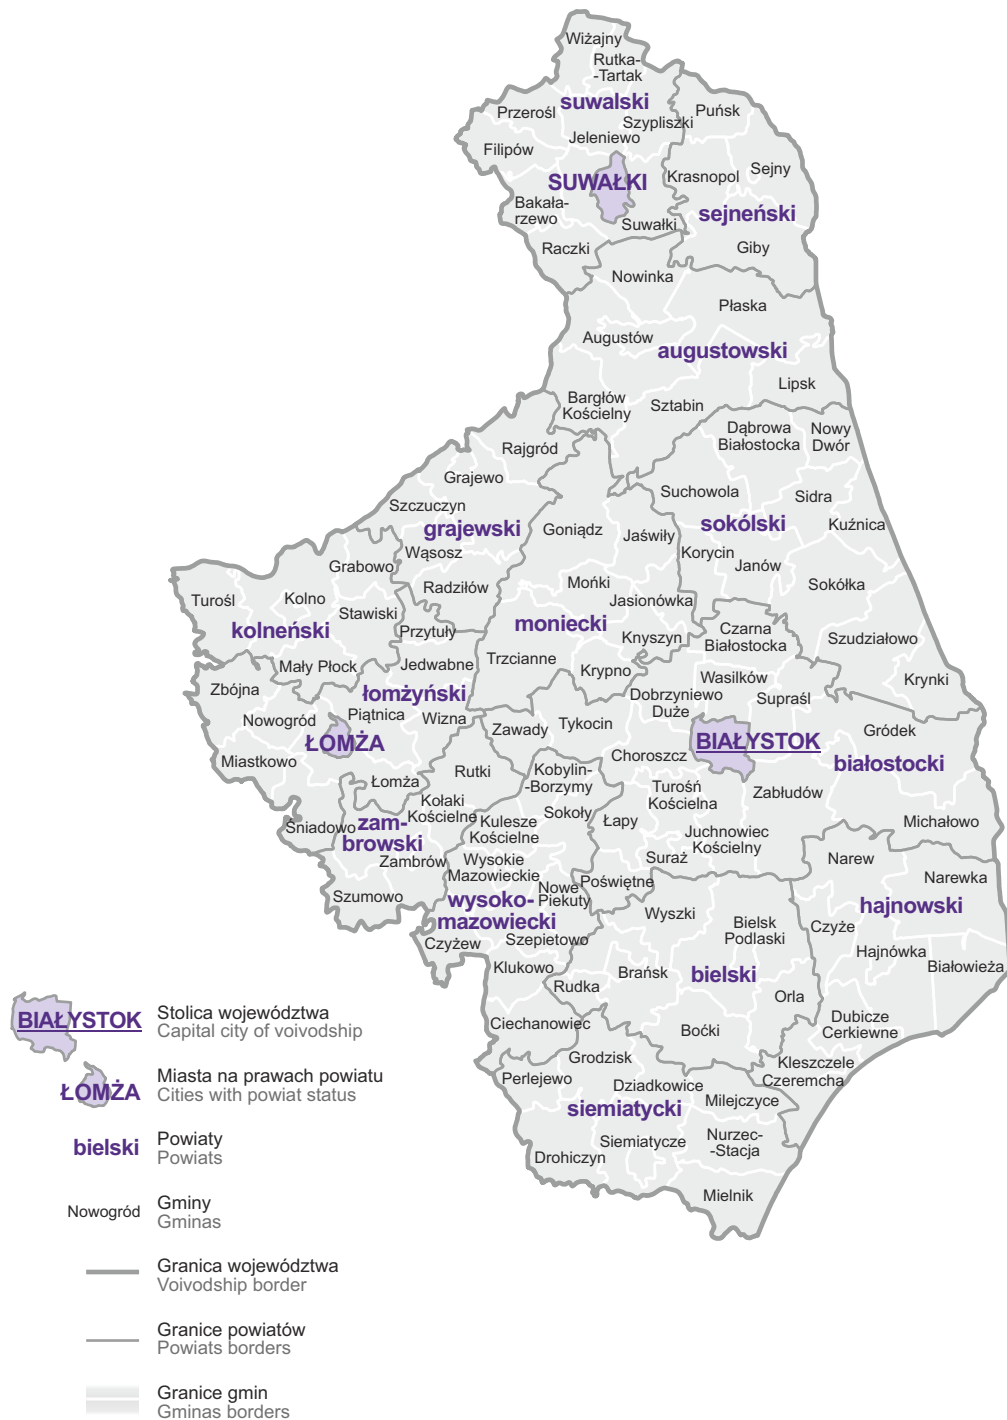 Wiżajny
Rutka-
-Tartak
suwalski
Przerośl
Szypliszki
Puńsk
Jeleniewo
Filipów
SUWAŁKI
Krasnopol
Sejny
Bakała-
rzewo
sejneński
Suwałki
Raczki
Giby
Nowinka
Płaska
Augustów
augustowski
Lipsk
Bargłów
Kościelny
Sztabin
Dąbrowa
Białostocka
Nowy
Dwór
Rajgród
Grajewo
Suchowola
Sidra
Szczuczyn
grajewski
Goniądz
Jaświły
sokólski
Kuźnica
Wąsosz
Korycin
Janów
Grabowo
Radziłów
Mońki
Sokółka
Turośl
Kolno
Stawiski
Jasionówka
kolneński
Przytuły
moniecki
Knyszyn
Czarna
Białostocka
Szudziałowo
Mały Płock
Jedwabne
Trzcianne
Krypno
Wasilków
Krynki
Zbójna
łomżyński
Dobrzyniewo
Duże
Supraśl
Nowogród
Piątnica
Wizna
Zawady
Tykocin
Gródek
ŁOMŻA
BIAŁYSTOK
Miastkowo
Choroszcz
białostocki
Łomża
Rutki
Kobylin-
-Borzymy
Turośń
Kościelna
Zabłudów
Kołaki
Kościelne
Sokoły
Śniadowo
zam-
browski
Kulesze
Kościelne
Łapy
Michałowo
Juchnowiec
Kościelny
Zambrów
Wysokie
Mazowieckie
Suraż
Narew
Szumowo
Nowe
Piekuty
Poświętne
Narewka
wysoko-
mazowiecki
Wyszki
hajnowski
Bielsk
Podlaski
Czyże
Czyżew
Szepietowo
Hajnówka
Klukowo
Brańsk
bielski
Białowieża
Rudka
Orla
Ciechanowiec
Boćki
Dubicze
Cerkiewne
Grodzisk
Kleszczele
Perlejewo
Dziadkowice
Czeremcha
siemiatycki
Milejczyce
Siemiatycze
Nurzec-
-Stacja
Drohiczyn
Mielnik
BIAŁYSTOK
Stolica województwa
Capital city of voivodship
ŁOMŻA
Miasta na prawach powiatu
Cities with powiat status
bielski
Powiaty
Powiats
Nowogród
Gminy
Gminas
Granica województwa
Voivodship border
Granice powiatów
Powiats borders
Granice gmin
Gminas borders